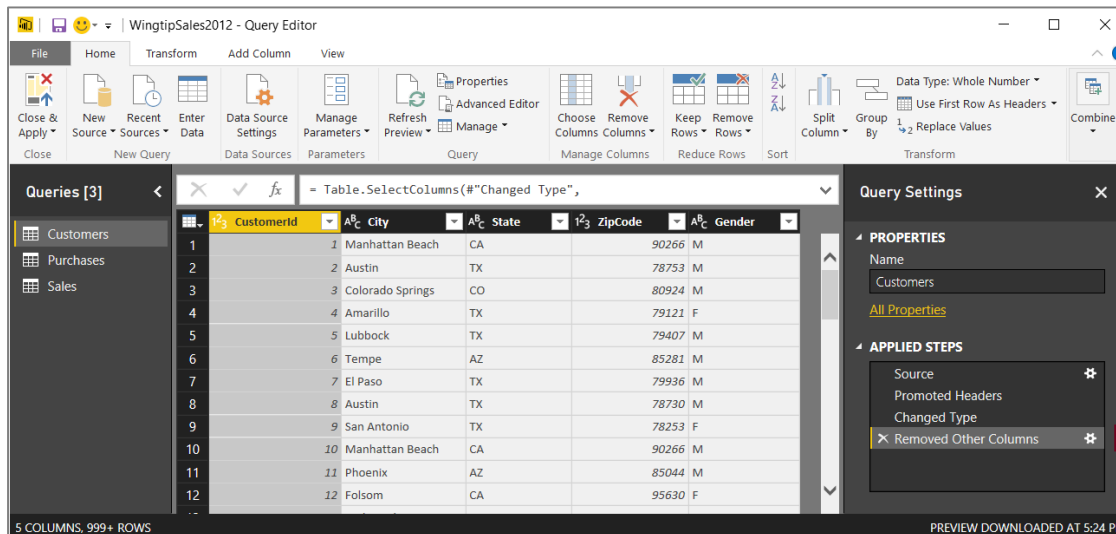 WingtipSales2012 - Query Editor
File Home Transform Add Column View
Close & Apply
New Source
Recent Sources
Enter Data
Data Source Settings
Manage Parameters
Refresh Preview
Properties
Advanced Editor
Manage
Choose Columns
Remove Columns
Keep Rows
Remove Rows
A Z
Z A
Split Column
Group By
Data Type: Whole Number
Use First Row As Headers
1 2 Replace Values
Combine
Close New Query Data Sources Parameters Query Manage Columns Reduce Rows Sort Transform
Queries [3]
Customers
Purchases
Sales
fx = Table.SelectColumns(#"Changed Type",
123 CustomerId ABC City ABC State 123 ZipCode ABC Gender
1 1 Manhattan Beach CA 90266 M
2 2 Austin TX 78753 M
3 3 Colorado Springs CO 80924 M
4 4 Amarillo TX 79121 F
5 5 Lubbock TX 79407 M
6 6 Tempe AZ 85281 M
7 7 El Paso TX 79936 M
8 8 Austin TX 78730 M
9 9 San Antonio TX 78253 F
10 10 Manhattan Beach CA 90266 M
11 11 Phoenix AZ 85044 M
12 12 Folsom CA 95630 F
Query Settings
PROPERTIES
Name
Customers
All Properties
APPLIED STEPS
Source
Promoted Headers
Changed Type
Removed Other Columns
5 COLUMNS, 999+ ROWS
PREVIEW DOWNLOADED AT 5:24 P